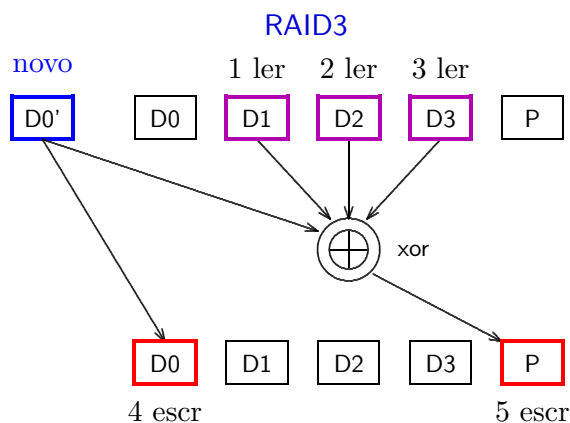 RAID3
novo 1 ler 2 ler 3 ler
D0' D0 D1 D2 D3 P
xor
D0 D1 D2 D3 P
4 escr 5 escr